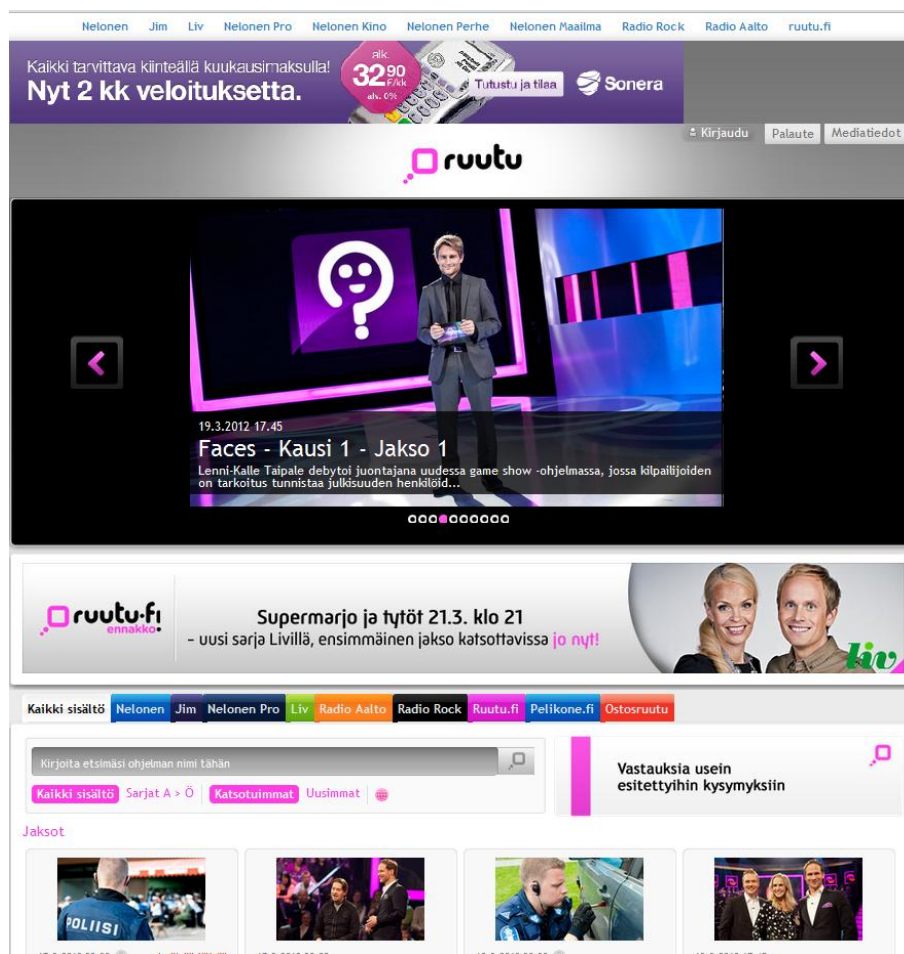 Nelonen Jim Liv Nelonen Pro Nelonen Kino Nelonen Perhe Nelonen Maailma Radio Rock Radio Aalto ruutu.fi
Kaikki tarvittava kiinteällä kuukausimaksulla!
Nyt 2 kk veloituksetta.
alk.
32 90
€/kk
alv. 0%
Tutustu ja tilaa
Sonera
Kirjaudu Palaute Mediatiedot
ruutu
19.3.2012 17.45
Faces - Kausi 1 - Jakso 1
Lenni-Kalle Taipale debytoi juontajana uudessa game show -ohjelmassa, jossa kilpailijoiden
on tarkoitus tunnistaa julkisuuden henkilöid...
ruutu.fi
ennakko
Supermarjo ja tytöt 21.3. klo 21
- uusi sarja Livillä, ensimmäinen jakso katsottavissa jo nyt!
liv
Kaikki sisältö Nelonen Jim Nelonen Pro Liv Radio Aalto Radio Rock Ruutu.fi Pelikone.fi Ostosruutu
Kirjoita etsimäsi ohjelman nimi tähän
Kaikki sisältö Sarjat A > Ö Katsotuimmat Uusimmat
Vastauksia usein
esitettyihin kysymyksiin
Jaksot
POLIISI